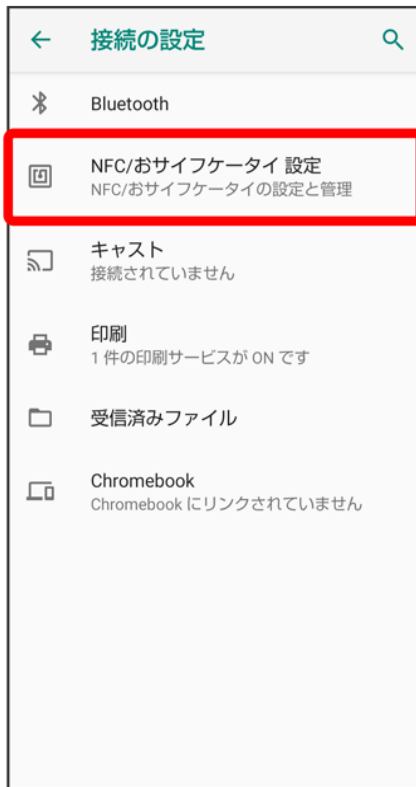 接続の設定
Bluetooth
NFC/おサイフケータイ 設定
NFC/おサイフケータイの設定と管理
キャスト
接続されていません
印刷
1 件の印刷サービスが ON です
受信済みファイル
Chromebook
Chromebook にリンクされていません